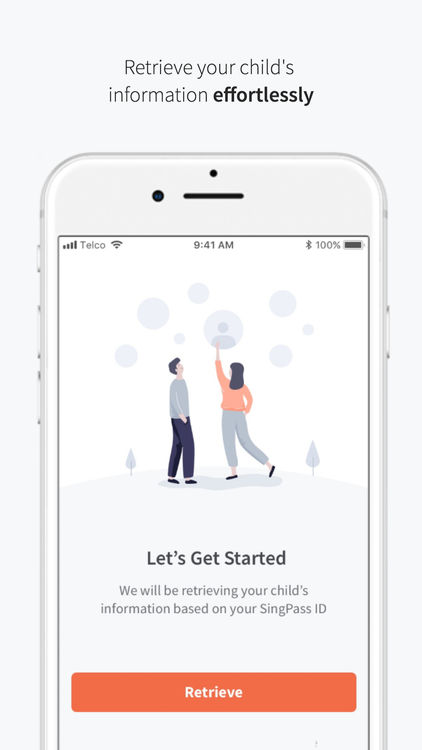 Retrieve your child's
information effortlessly
Telco 9:41 AM 100%
Let's Get Started
We will be retrieving your child's
information based on your SingPass ID
Retrieve